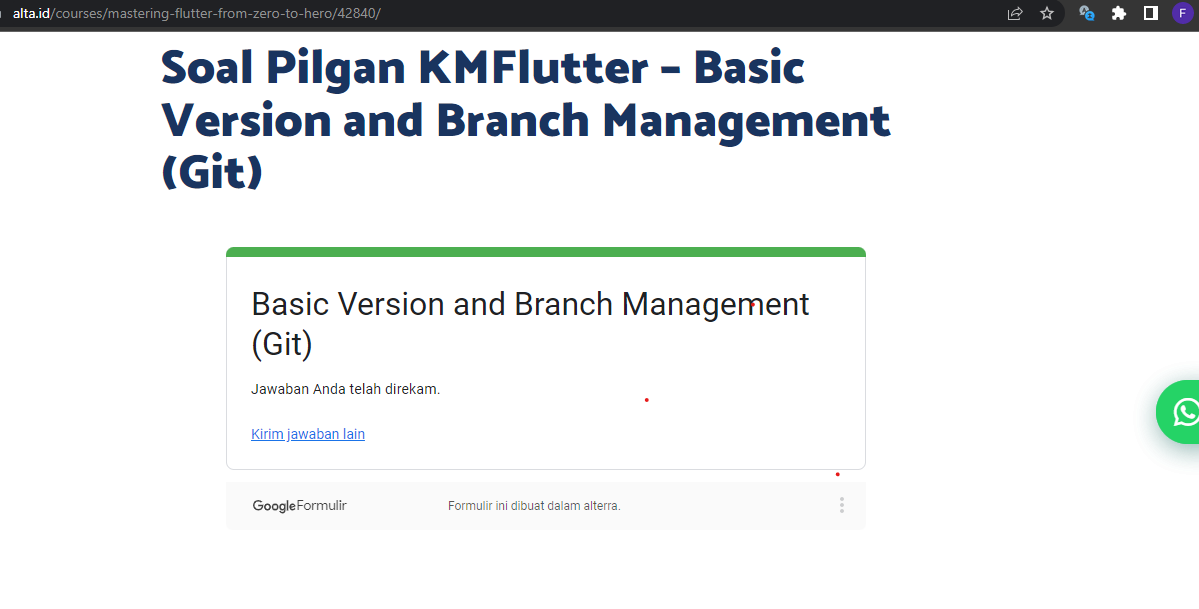 alta.id/courses/mastering-flutter-from-zero-to-hero/42840/
F
Soal Pilgan KMFlutter – Basic
Version and Branch Management
(Git)
Basic Version and Branch Management
(Git)
Jawaban Anda telah direkam.
Kirim jawaban lain
Google Formulir
Formulir ini dibuat dalam alterra.